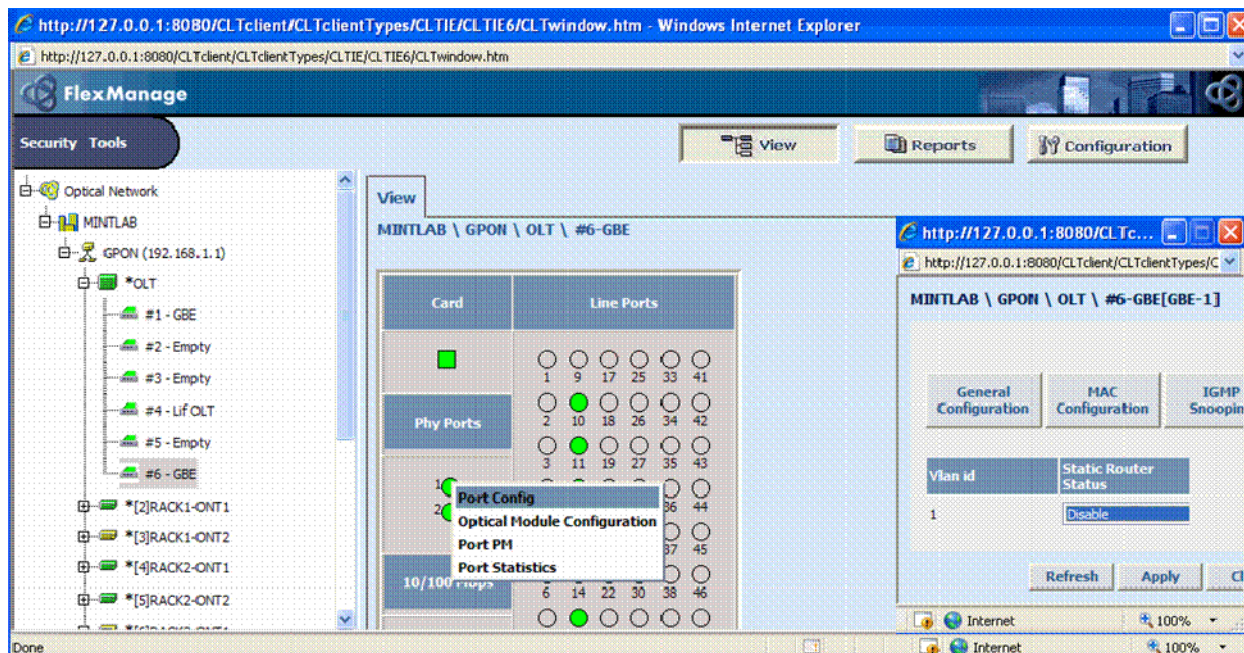 http://127.0.0.1:8080/CLTclient/CLTclientTypes/CLTIE/CLTIE6/CLTwindow.htm - Windows Internet Explorer
http://127.0.0.1:8080/CLTclient/CLTclientTypes/CLTIE/CLTIE6/CLTwindow.htm
FlexManage
Security Tools
View
Reports
Configuration
Optical Network
MINTLAB
GPON (192.168.1.1)
*OLT
#1 - GBE
#2 - Empty
#3 - Empty
#4 - Lif OLT
#5 - Empty
#6 - GBE
*[2]RACK1-ONT1
*[3]RACK1-ONT2
*[4]RACK2-ONT1
*[5]RACK2-ONT2
View
MINTLAB \ GPON \ OLT \ #6-GBE
Card
Line Ports
1 9 17 25 33 41
Phy Ports
2 10 18 26 34 42
3 11 19 27 35 43
1
2
36 44
37 45
Port Config
Optical Module Configuration
Port PM
Port Statistics
10/100 Mbps
6 14 22 30 38 46
http://127.0.0.1:8080/CLTc...
http://127.0.0.1:8080/CLTclient/CLTclientTypes/C
MINTLAB \ GPON \ OLT \ #6-GBE[GBE-1]
General Configuration
MAC Configuration
IGMP Snoopin
Vlan id
Static Router Status
1
Disable
Refresh
Apply
Cl
Internet
100%
Done
Internet
100%